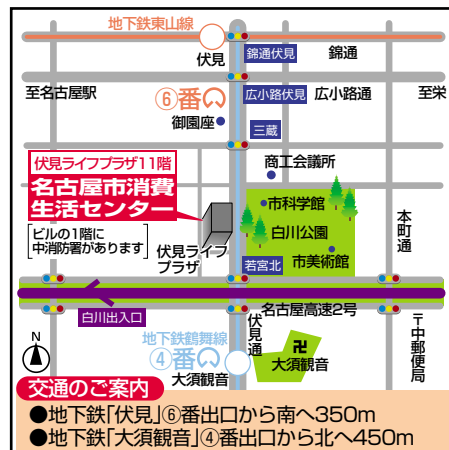 地下鉄東山線
伏見
錦通伏見
錦通
至名古屋駅
⑥番
広小路伏見
広小路通
至栄
御園座
三蔵
商工会議所
伏見ライフプラザ11階
名古屋市消費
生活センター
ビルの1階に
中消防署があります
伏見ライフ
プラザ
市科学館
白川公園
市美術館
若宮北
本町通
白川出入口
名古屋高速2号
伏見通
地下鉄鶴舞線
④番
大須観音
卍
大須観音
〒中郵便局
N
交通のご案内
●地下鉄「伏見」⑥番出口から南へ350m
●地下鉄「大須観音」④番出口から北へ450m